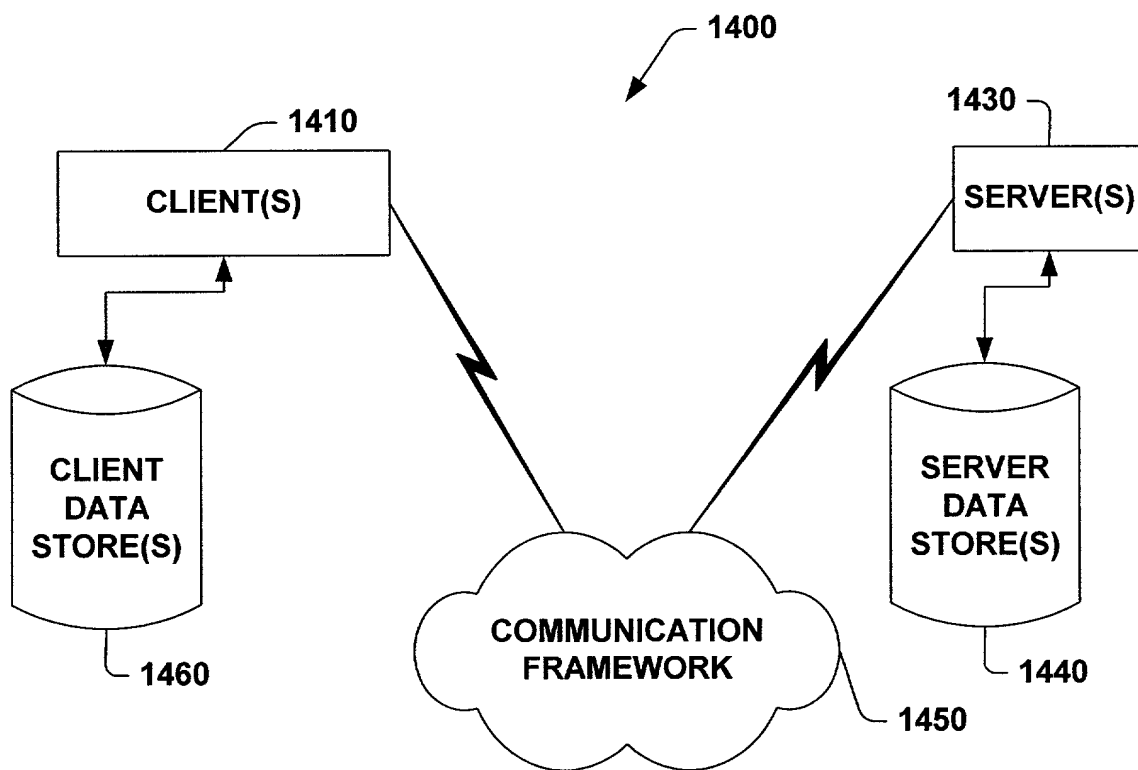 1400
1410
1430
CLIENT(S)
SERVER(S)
CLIENT
DATA
STORE(S)
SERVER
DATA
STORE(S)
COMMUNICATION
FRAMEWORK
1460
1440
1450